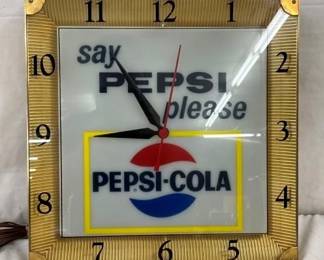 11 12 1
say
10 PEPSI 2
please
9 3
PEPSI-COLA
8 4
7 6 5